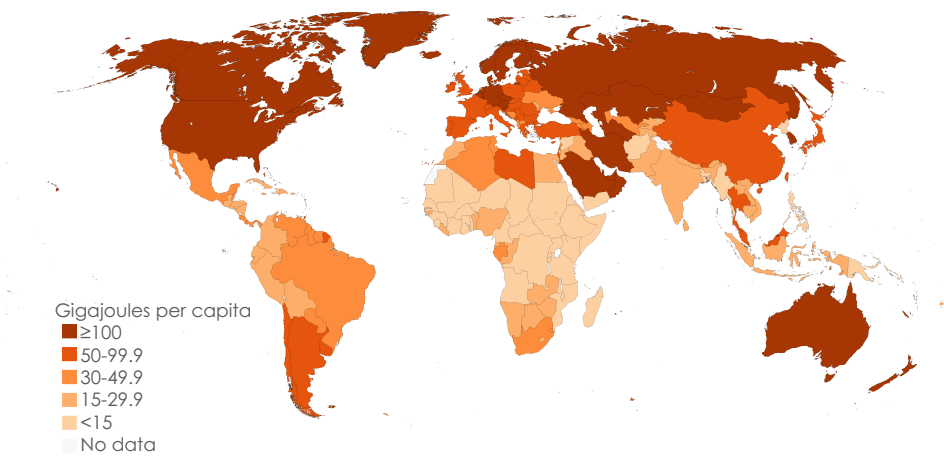 Gigajoules per capita
≥100
50-99.9
30-49.9
15-29.9
<15
No data